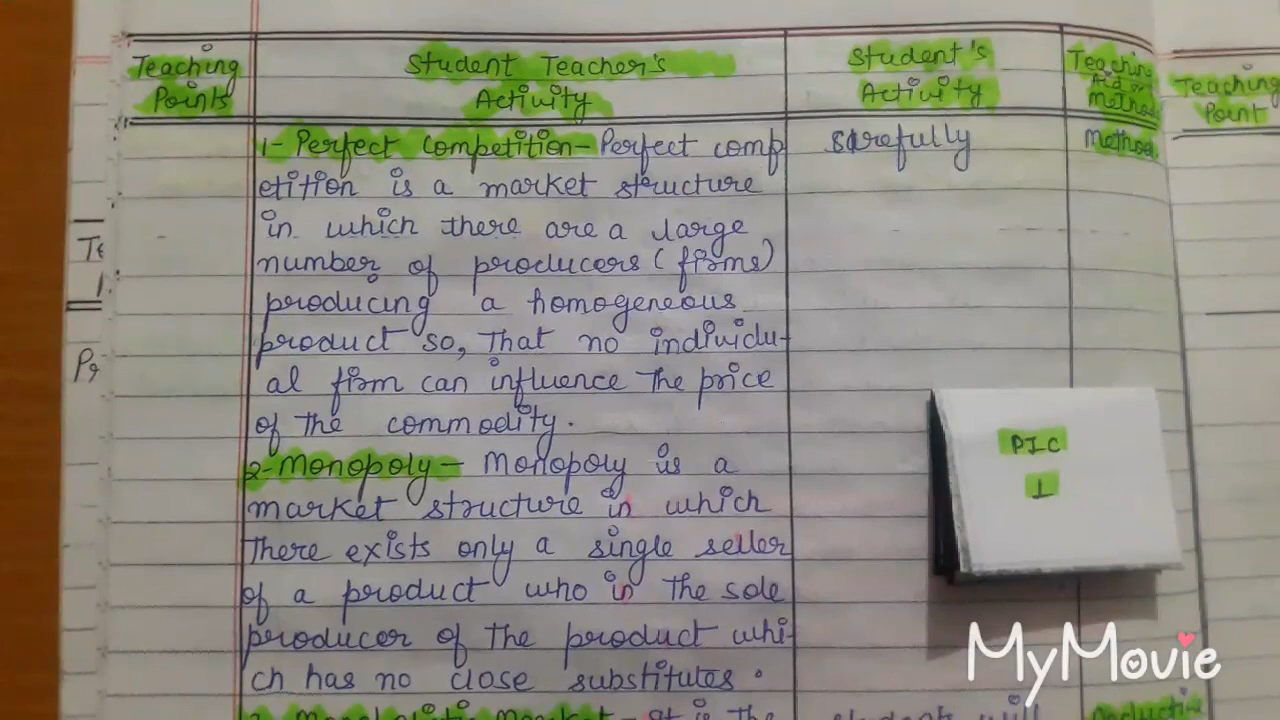 Teaching Points
Student Teacher's Activity
Student's Activity
Teaching Aid or Method
Teaching Point
1- Perfect Competition- Perfect comp
etition is a market structure
in which there are a large
number of producers (firms)
producing a homogeneous
product so, that no individu-
al firm can influence the price
of the commodity.
2- Monopoly- Monopoly is a
market structure in which
There exists only a single seller
of a product who is the sole
producer of the product whi-
ch has no close substitutes.
carefully
method
PIC
1
MyMovie
students will